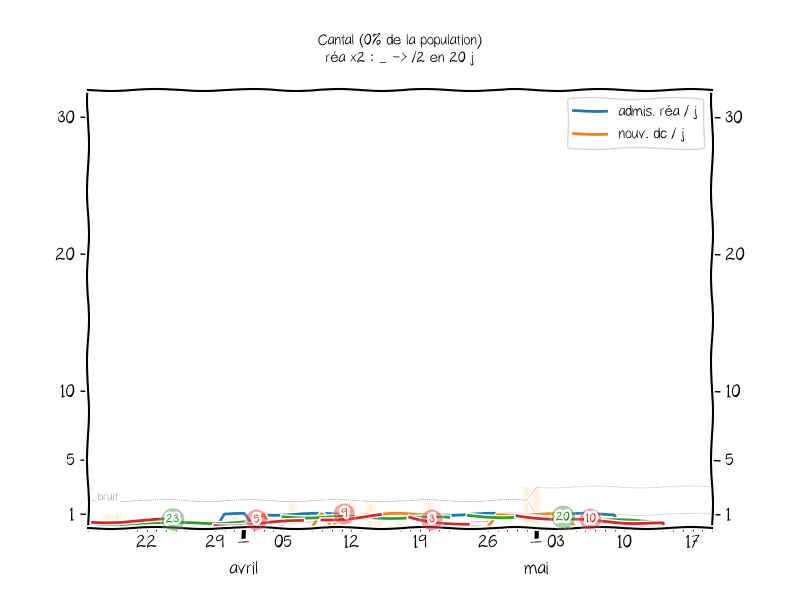 Cantal (0% de la population)
réa x2 : _ -> /2 en 20 j
admis. réa / j
nouv. dc / j
30 30
20 20
10 10
5 5
1 1
bruit
23 5 9 3 20 10
22 29 05 12 19 26 03 10 17
avril mai